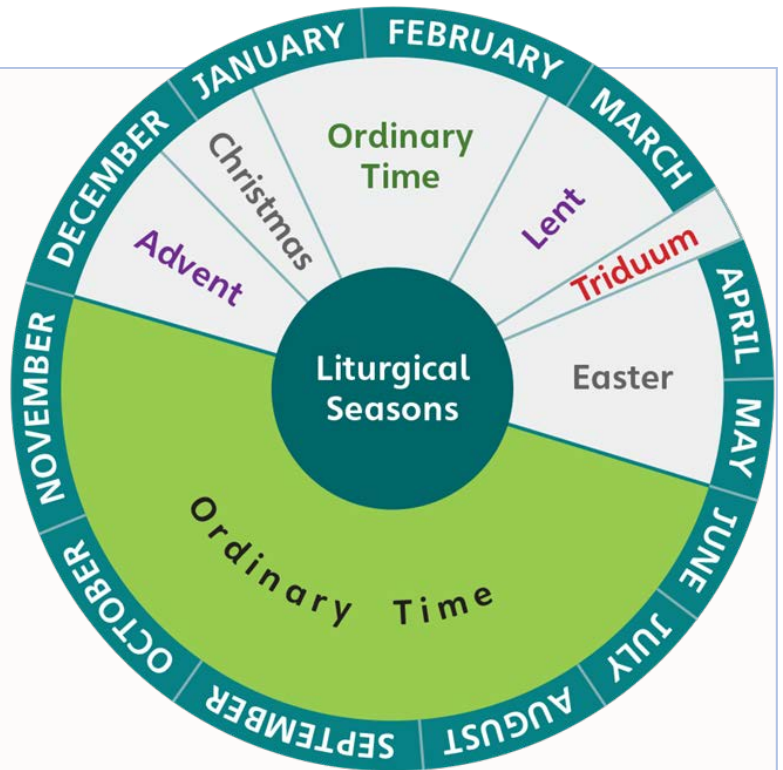 JANUARY
FEBRUARY
MARCH
APRIL
MAY
JUNE
JULY
AUGUST
SEPTEMBER
OCTOBER
NOVEMBER
DECEMBER
Advent
Christmas
Ordinary
Time
Lent
Triduum
Easter
Ordinary Time
Liturgical
Seasons